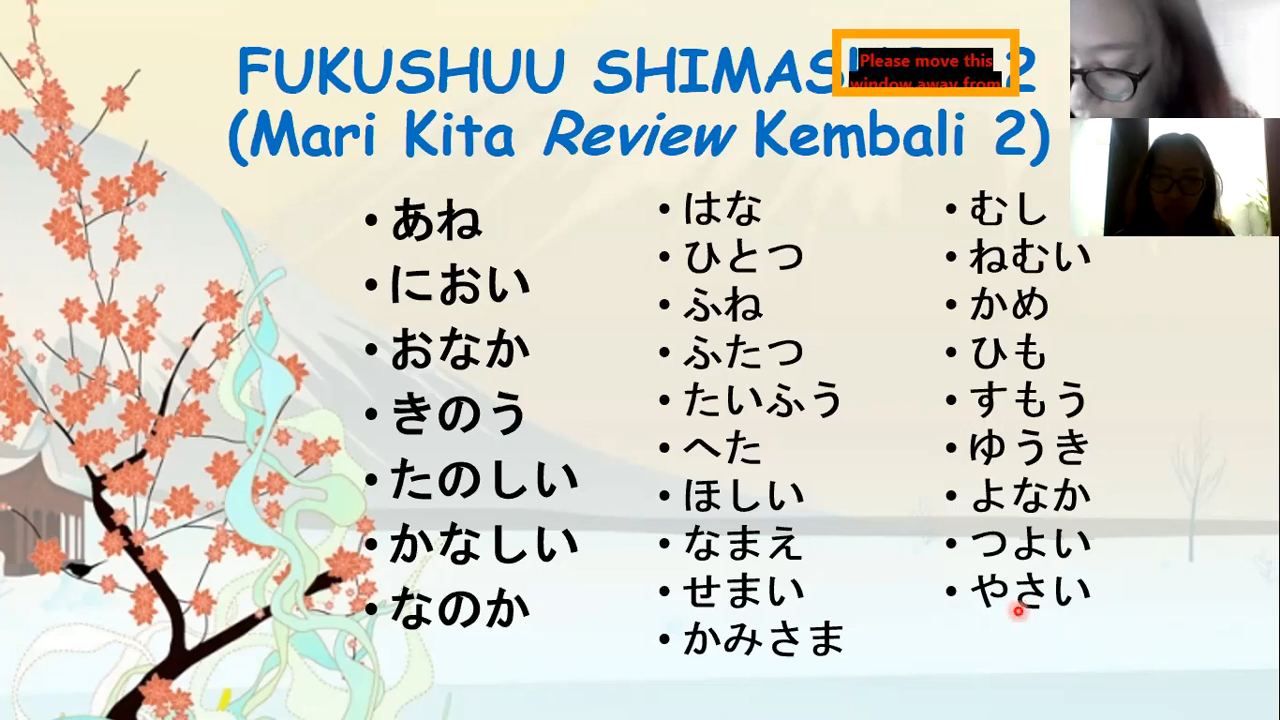 FUKUSHUU SHIMAS 2
(Mari Kita Review Kembali 2)
Please move this
window away from
• あね
• におい
• おなか
• きのう
• たのしい
• かなしい
• なのか
• はな
• ひとつ
• ふね
• ふたつ
• たいふう
• へた
• ほしい
• なまえ
• せまい
• かみさま
• むし
• ねむい
• かめ
• ひも
• すもう
• ゆうき
• よなか
• つよい
• やさい